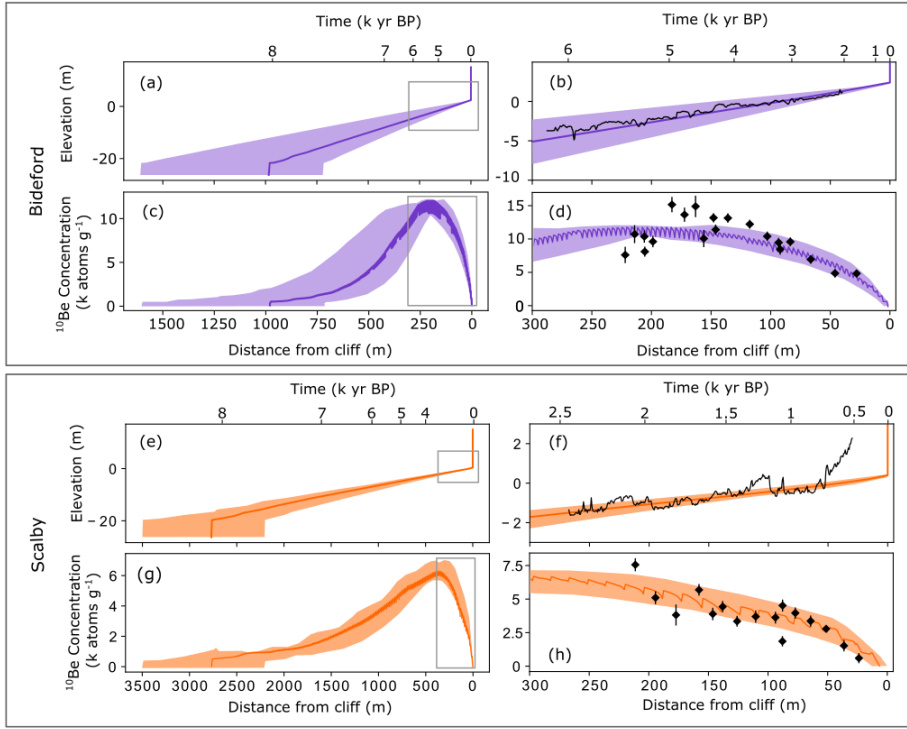 Time (k yr BP)
Time (k yr BP)
8 7 6 5 4 0
6 5 4 3 2 1 0
(a)
(b)
Elevation (m)
0
-20
0
-5
-10
Bideford
(c)
(d)
10
5
0
15
10
5
0
¹⁰Be Concentration
(k atoms g⁻¹)
1500 1250 1000 750 500 250 0
300 250 200 150 100 50 0
Distance from cliff (m)
Distance from cliff (m)
Time (k yr BP)
Time (k yr BP)
8 7 6 5 4 0
2.5 2 1.5 1 0.5 0
(e)
(f)
Elevation (m)
0
-20
2
0
-2
Scalby
(g)
(h)
6
4
2
0
7.5
5
2.5
0
¹⁰Be Concentration
(k atoms g⁻¹)
3500 3000 2500 2000 1500 1000 500 0
300 250 200 150 100 50 0
Distance from cliff (m)
Distance from cliff (m)